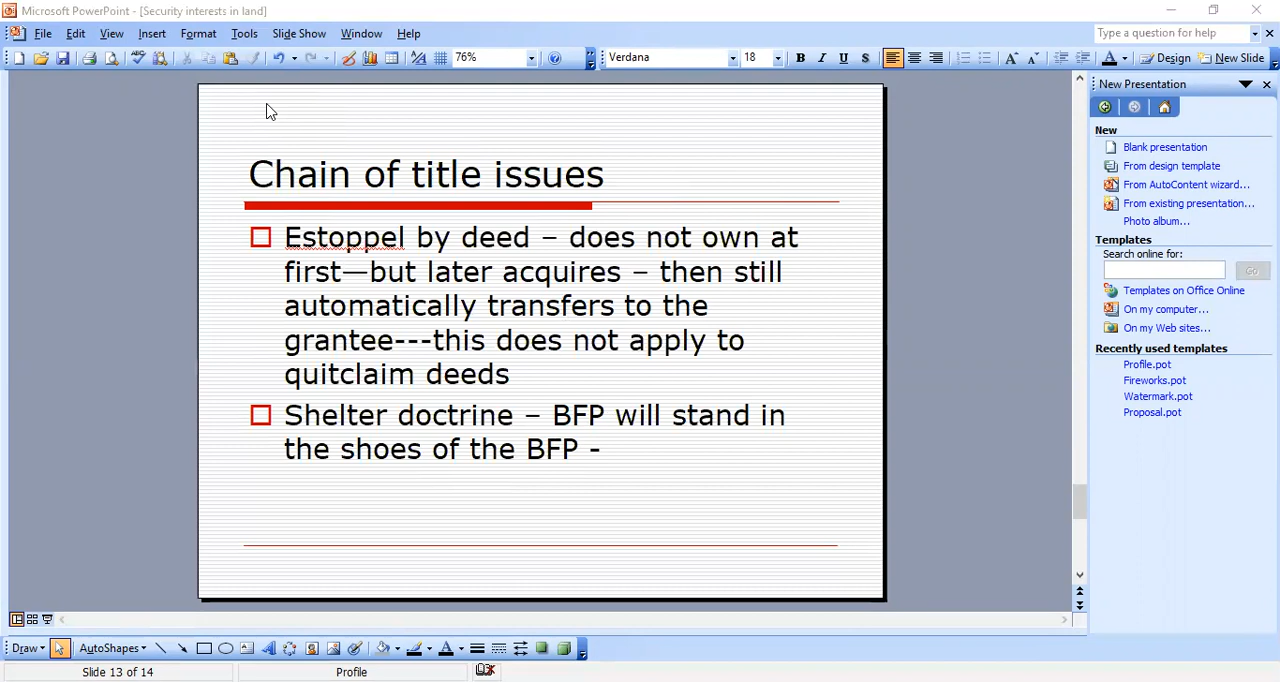 Microsoft PowerPoint - [Security interests in land]
File Edit View Insert Format Tools Slide Show Window Help
Type a question for help
76%
Verdana
18
B I U S
A
Design
New Slide
New Presentation
New
Blank presentation
From design template
From AutoContent wizard...
From existing presentation...
Photo album...
Templates
Search online for:
Go
Templates on Office Online
On my computer...
On my Web sites...
Recently used templates
Profile.pot
Fireworks.pot
Watermark.pot
Proposal.pot
Chain of title issues
Estoppel by deed – does not own at
first—but later acquires – then still
automatically transfers to the
grantee---this does not apply to
quitclaim deeds
Shelter doctrine – BFP will stand in
the shoes of the BFP -
Draw
AutoShapes
Slide 13 of 14
Profile